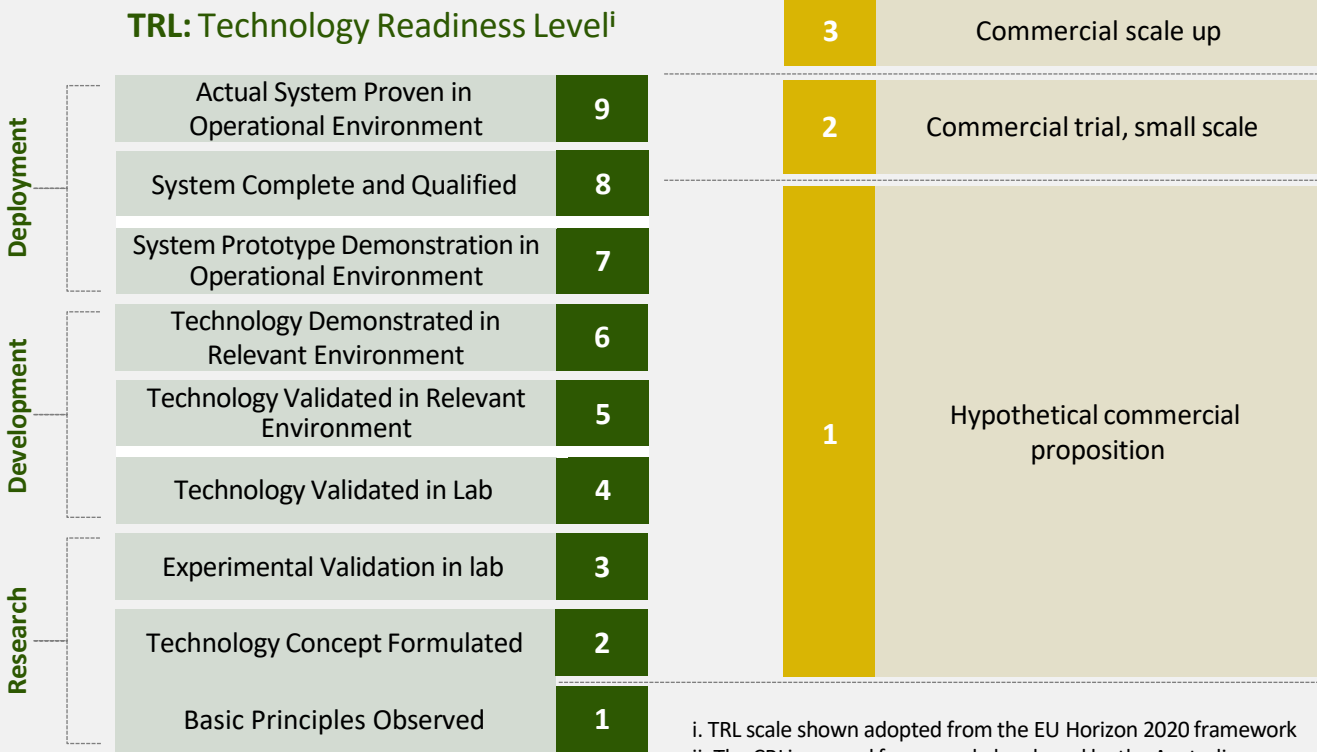 TRL: Technology Readiness Levelⁱ
Deployment
Actual System Proven in
Operational Environment
9
System Complete and Qualified
8
System Prototype Demonstration in
Operational Environment
7
Development
Technology Demonstrated in
Relevant Environment
6
Technology Validated in Relevant
Environment
5
Technology Validated in Lab
4
Research
Experimental Validation in lab
3
Technology Concept Formulated
2
Basic Principles Observed
1
3
Commercial scale up
2
Commercial trial, small scale
1
Hypothetical commercial
proposition
i. TRL scale shown adopted from the EU Horizon 2020 framework